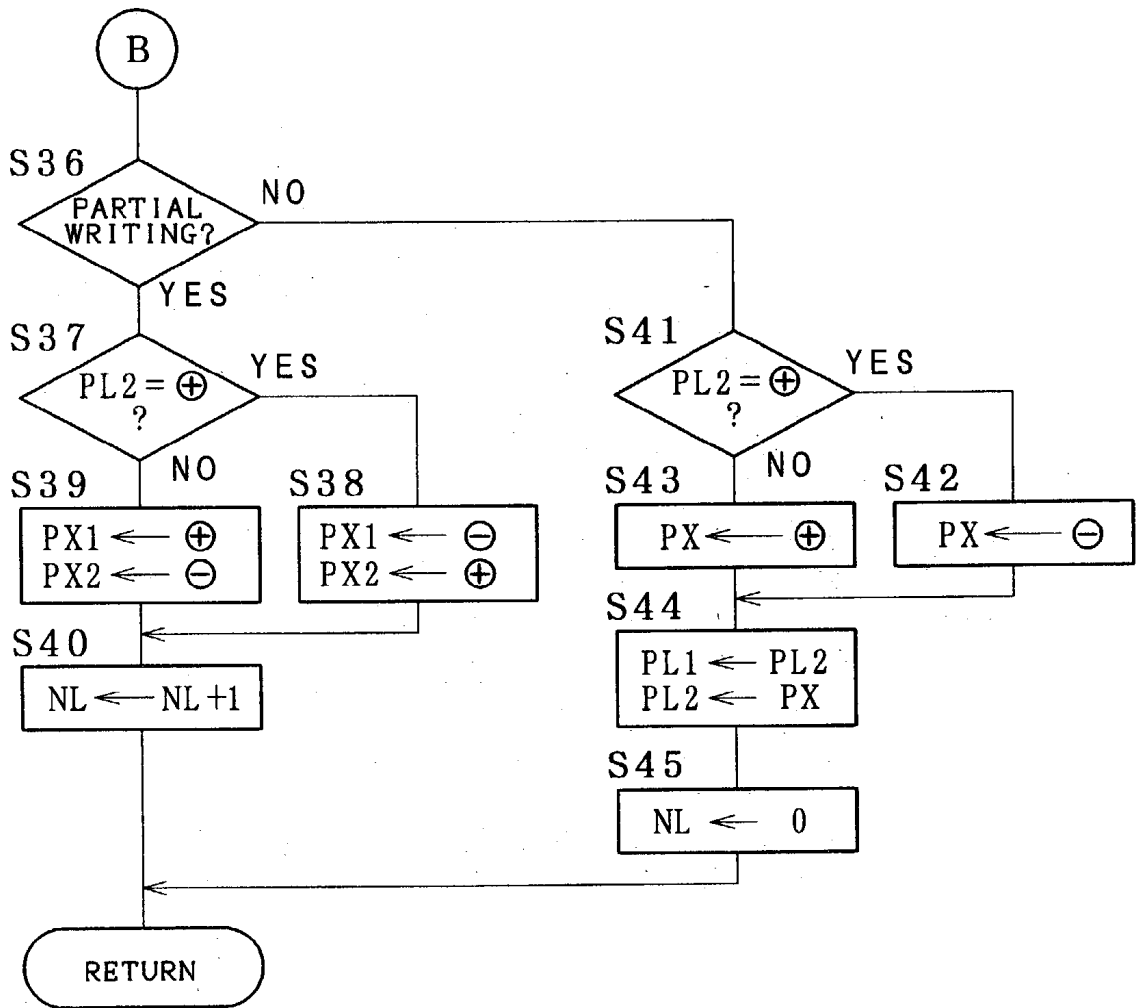 B
S36
PARTIAL
WRITING?
NO
YES
S37
PL2 = ⊕
?
YES
NO
S41
PL2 = ⊕
?
YES
NO
S39
PX1 ← ⊕
PX2 ← ⊖
S38
PX1 ← ⊖
PX2 ← ⊕
S43
PX ← ⊕
S42
PX ← ⊖
S40
NL ← NL+1
S44
PL1 ← PL2
PL2 ← PX
S45
NL ← 0
RETURN